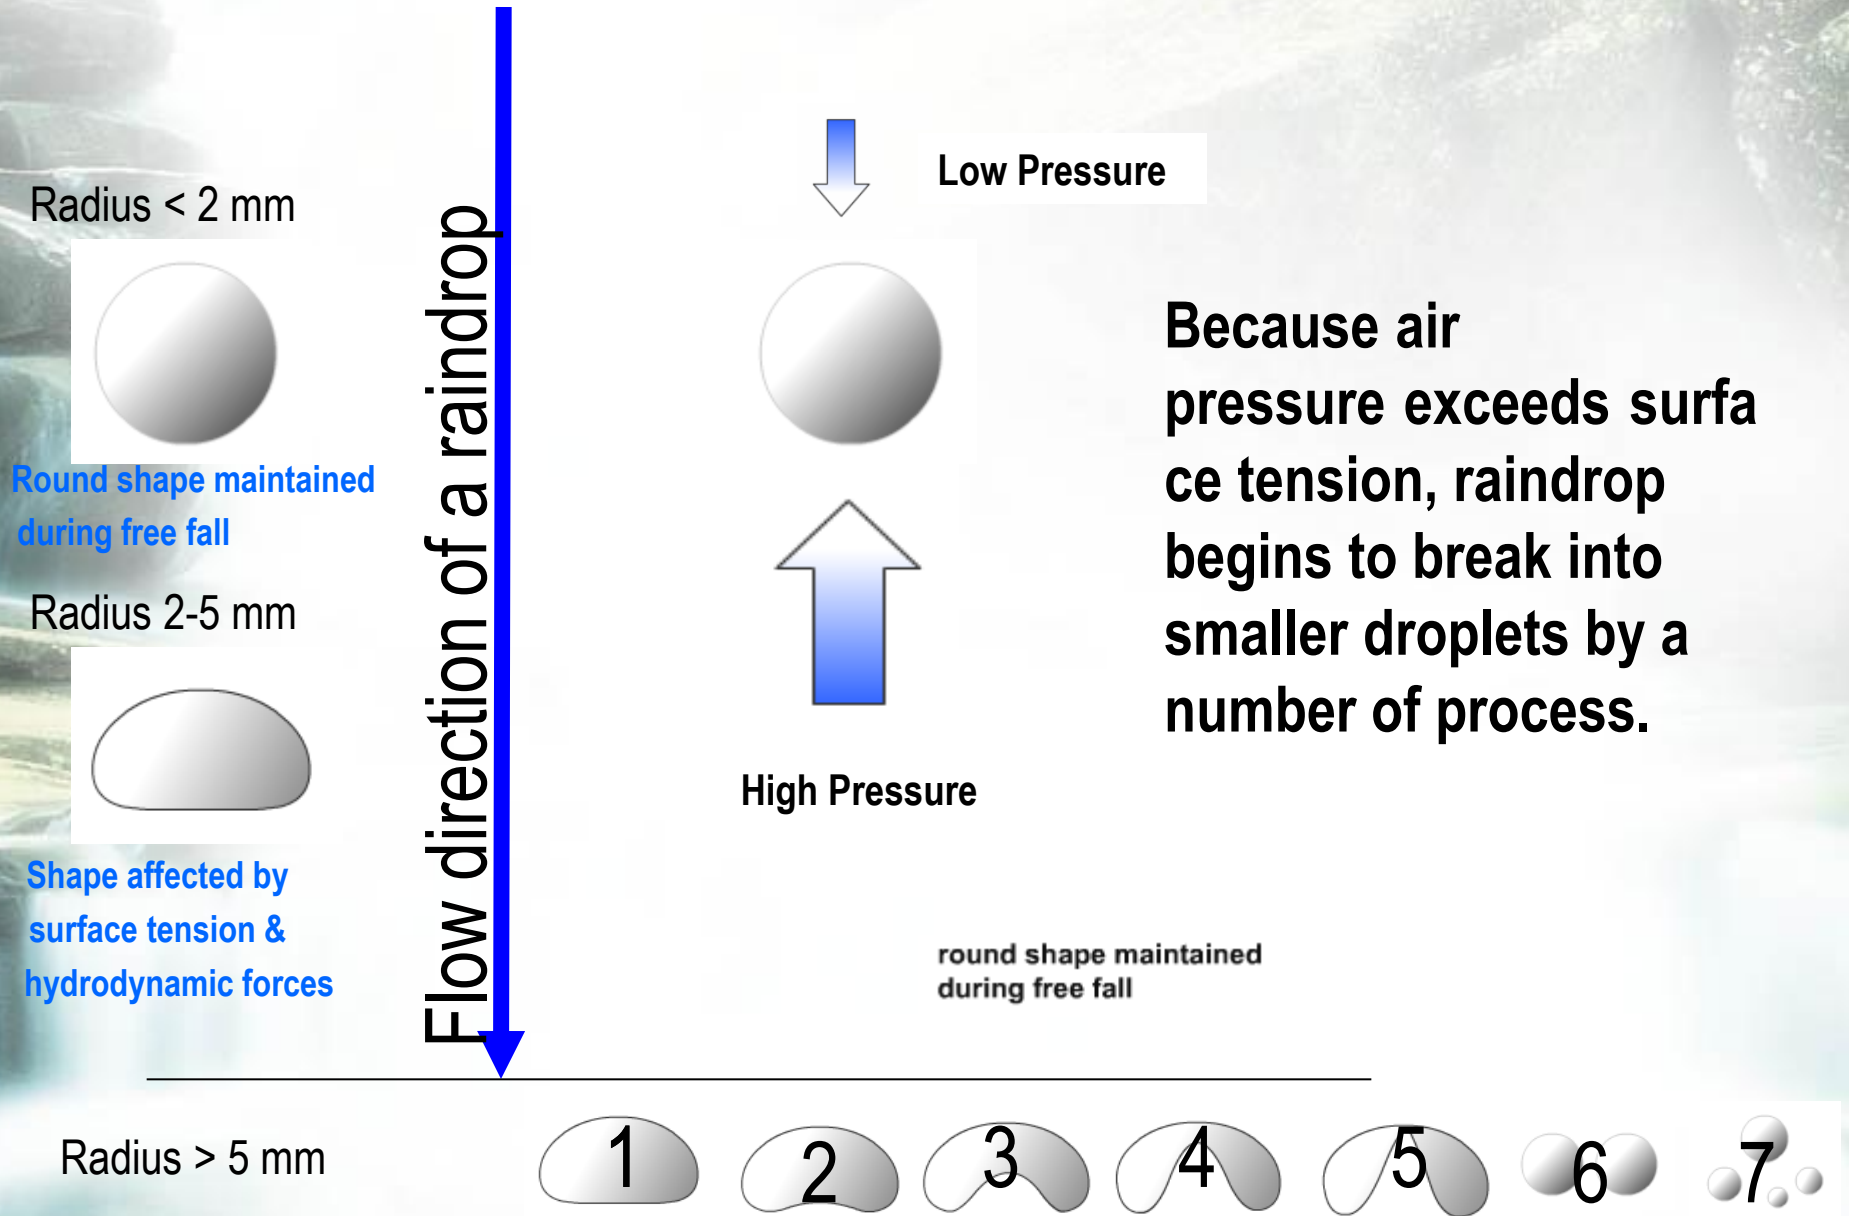 Radius < 2 mm
Round shape maintained
during free fall
Radius 2-5 mm
Shape affected by
surface tension &
hydrodynamic forces
Flow direction of a raindrop
Low Pressure
High Pressure
Because air
pressure exceeds surfa
ce tension, raindrop
begins to break into
smaller droplets by a
number of process.
round shape maintained
during free fall
Radius > 5 mm
1 2 3 4 5 6 7